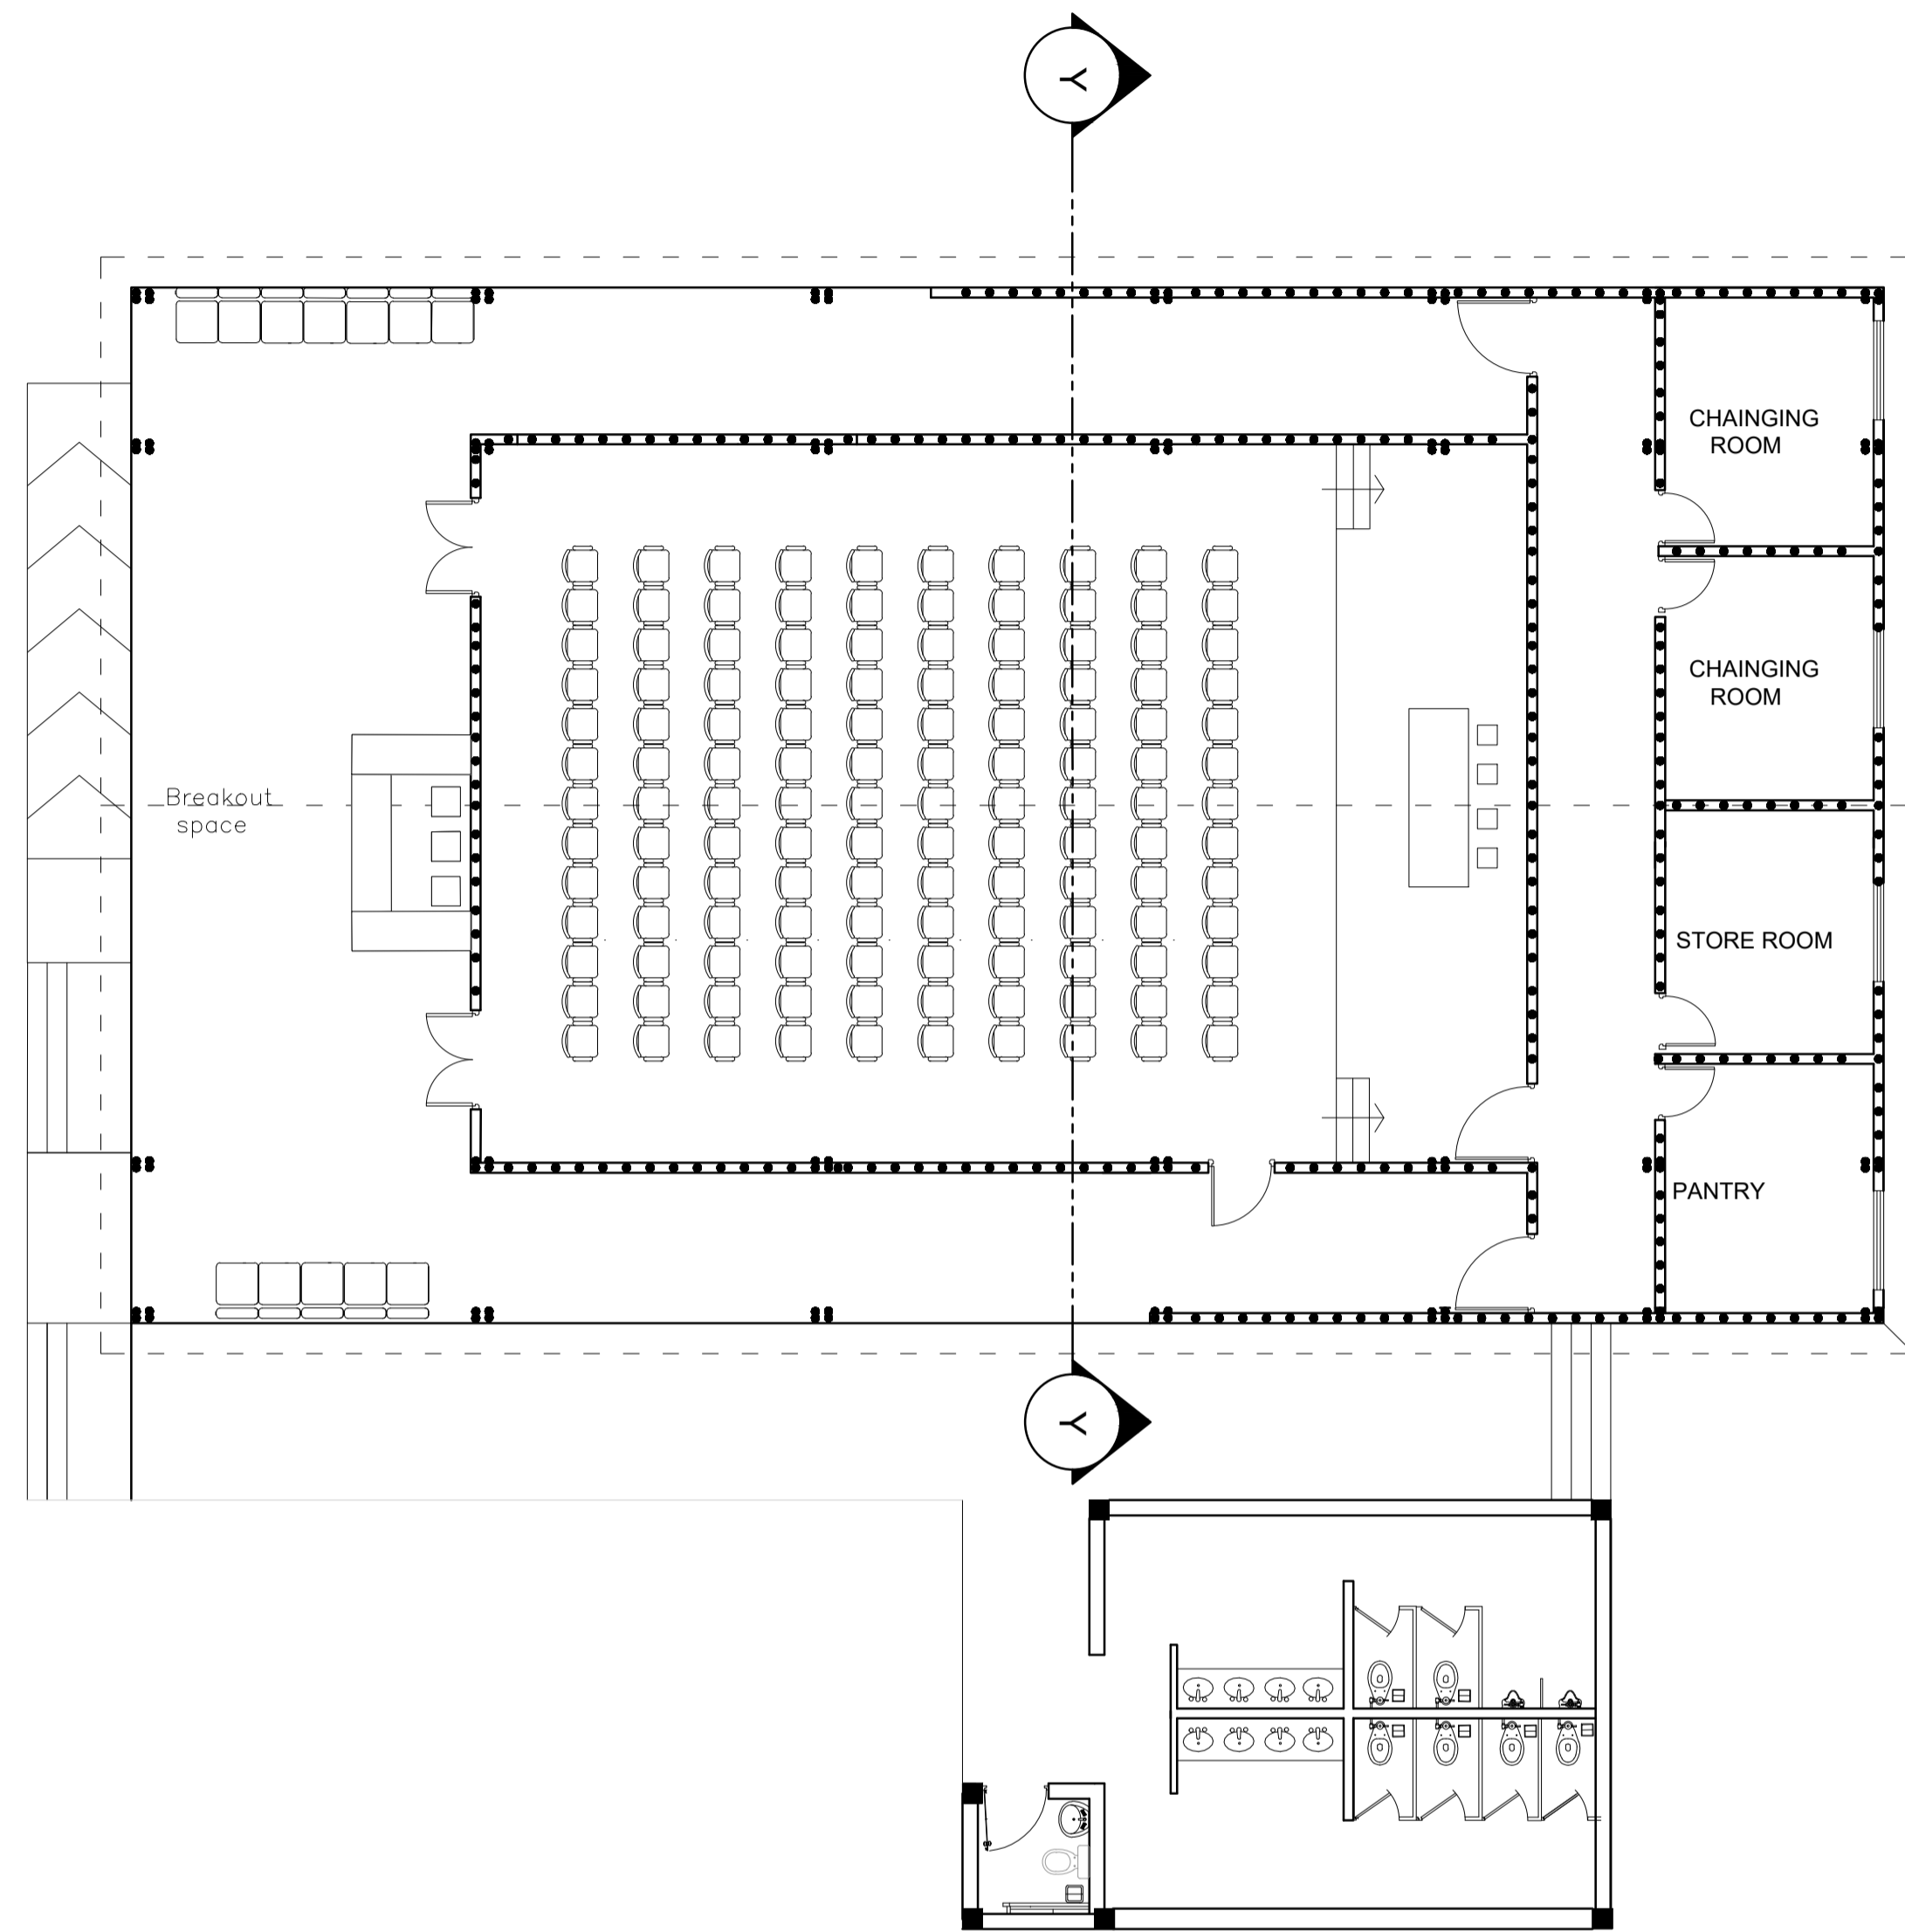 Y
CHAINGING
ROOM
CHAINGING
ROOM
Breakout
space
STORE ROOM
PANTRY
Y